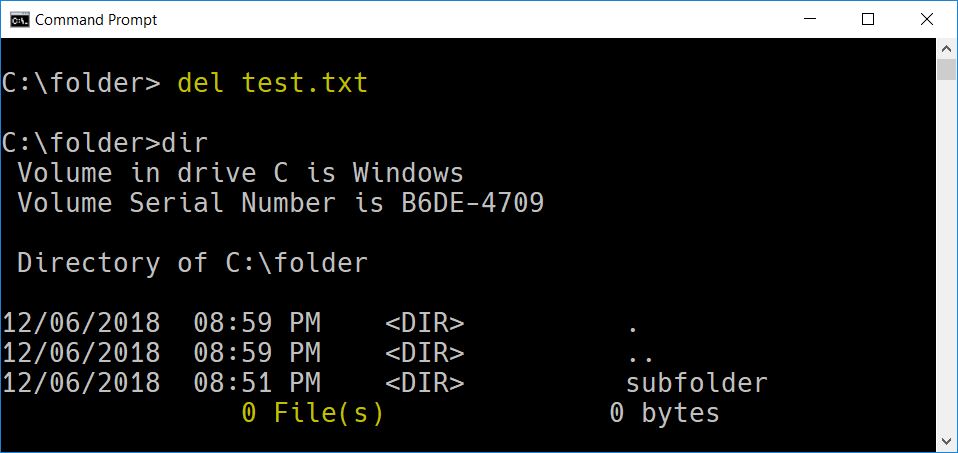 Command Prompt
C:\folder> del test.txt
C:\folder>dir
Volume in drive C is Windows
Volume Serial Number is B6DE-4709
Directory of C:\folder
12/06/2018  08:59 PM    <DIR>          .
12/06/2018  08:59 PM    <DIR>          ..
12/06/2018  08:51 PM    <DIR>          subfolder
0 File(s)              0 bytes